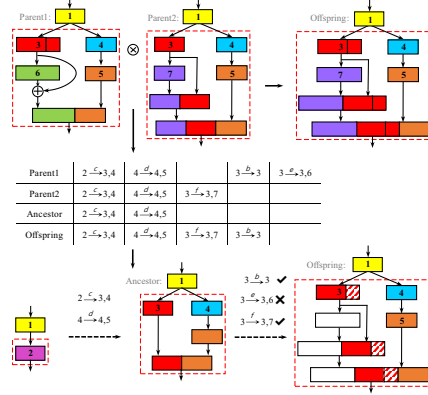 Parent1: 1 Parent2: 1 Offspring: 1
3 4 ⊗ 3 4 3 4
6 5 7 5 7 5
Parent1 2 —c→ 3,4 4 —d→ 4,5 3 —b→ 3 3 —e→ 3,6
Parent2 2 —c→ 3,4 4 —d→ 4,5 3 —f→ 3,7
Ancestor 2 —c→ 3,4 4 —d→ 4,5
Offspring 2 —c→ 3,4 4 —d→ 4,5 3 —f→ 3,7 3 —b→ 3
Ancestor: 1 Offspring: 1
2 —c→ 3,4
4 —d→ 4,5
1
2
3 4
5
3 —b→ 3 ✓
3 —e→ 3,6 ✗
3 —f→ 3,7 ✓
3 4
5